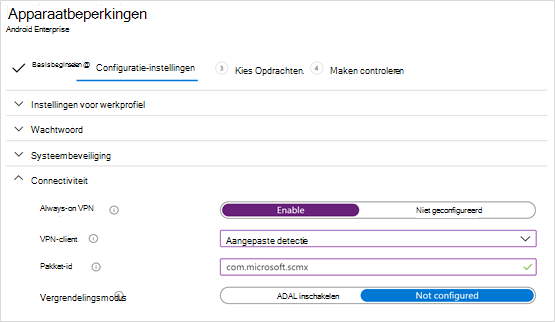 Apparaatbeperkingen
Android Enterprise
Basisbeginselen
Configuratie-instellingen
3 Kies Opdrachten.
4 Maken controleren
Instellingen voor werkprofiel
Wachtwoord
Systeembeveiliging
Connectiviteit
Always-on VPN
Enable
Niet geconfigureerd
VPN-client
Aangepaste detectie
Pakket-id
com.microsoft.scmx
Vergrendelingsmodus
ADAL inschakelen
Not configured